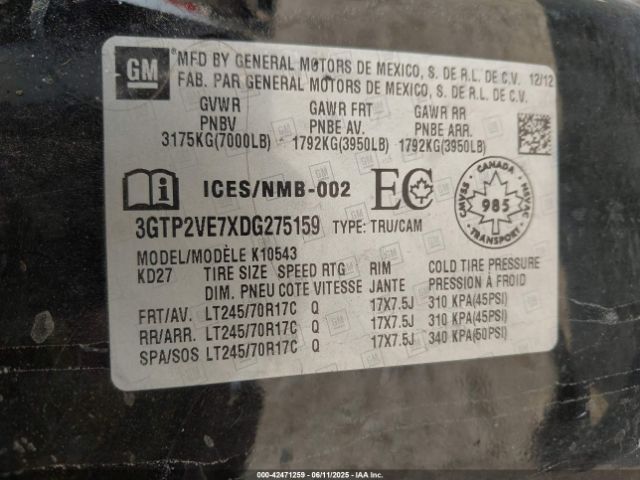 GM
MFD BY GENERAL MOTORS DE MEXICO, S. DE R.L. DE C.V. 12/12
FAB. PAR GENERAL MOTORS DE MEXICO, S. DE R.L. DE C.V.
GVWR GAWR FRT GAWR RR
PNBV PNBE AV. PNBE ARR.
3175KG(7000LB) 1792KG(3950LB) 1792KG(3950LB)
ICES/NMB-002 EC
CANADA
CMVSS 985 NSVAC
TRANSPORT
3GTP2VE7XDG275159 TYPE: TRU/CAM
MODEL/MODÈLE K10543
KD27 TIRE SIZE SPEED RTG RIM COLD TIRE PRESSURE
DIM. PNEU COTE VITESSE JANTE PRESSION À FROID
FRT/AV. LT245/70R17C Q 17X7.5J 310 KPA(45PSI)
RR/ARR. LT245/70R17C Q 17X7.5J 310 KPA(45PSI)
SPA/SOS LT245/70R17C Q 17X7.5J 340 KPA(50PSI)
000-42471259 - 06/11/2025 - IAAI.COM